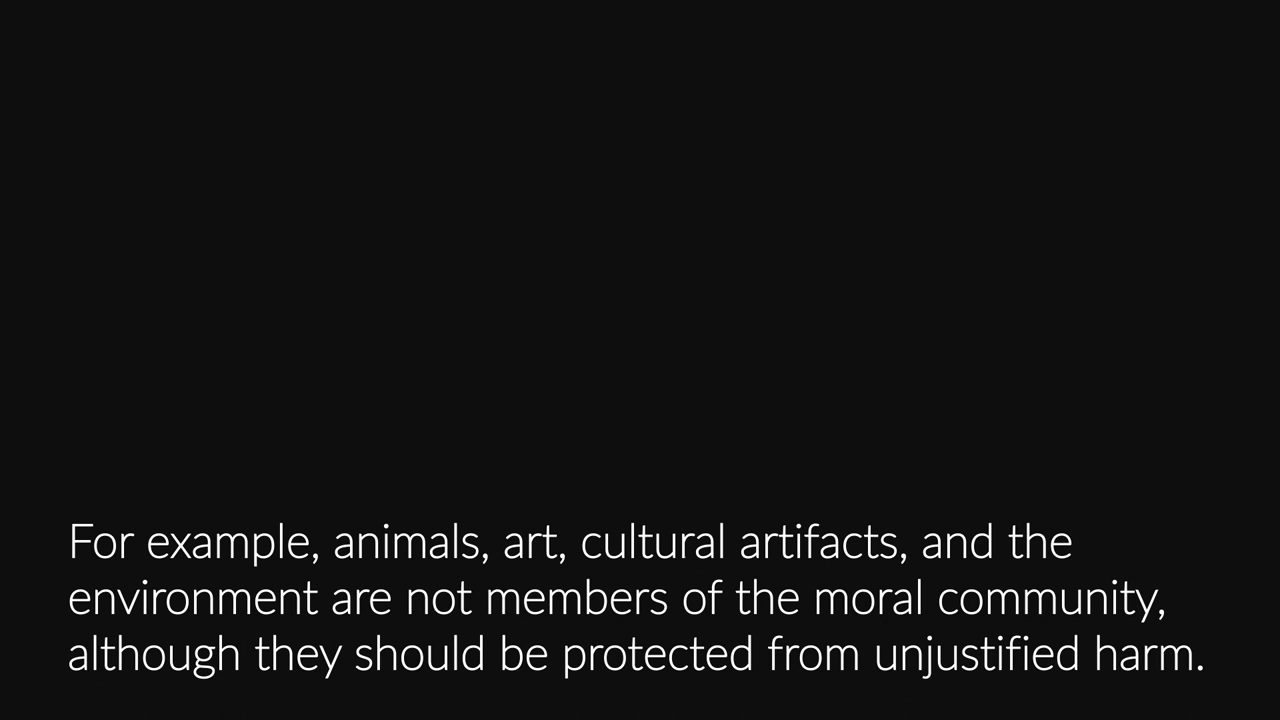 For example, animals, art, cultural artifacts, and the
environment are not members of the moral community,
although they should be protected from unjustified harm.